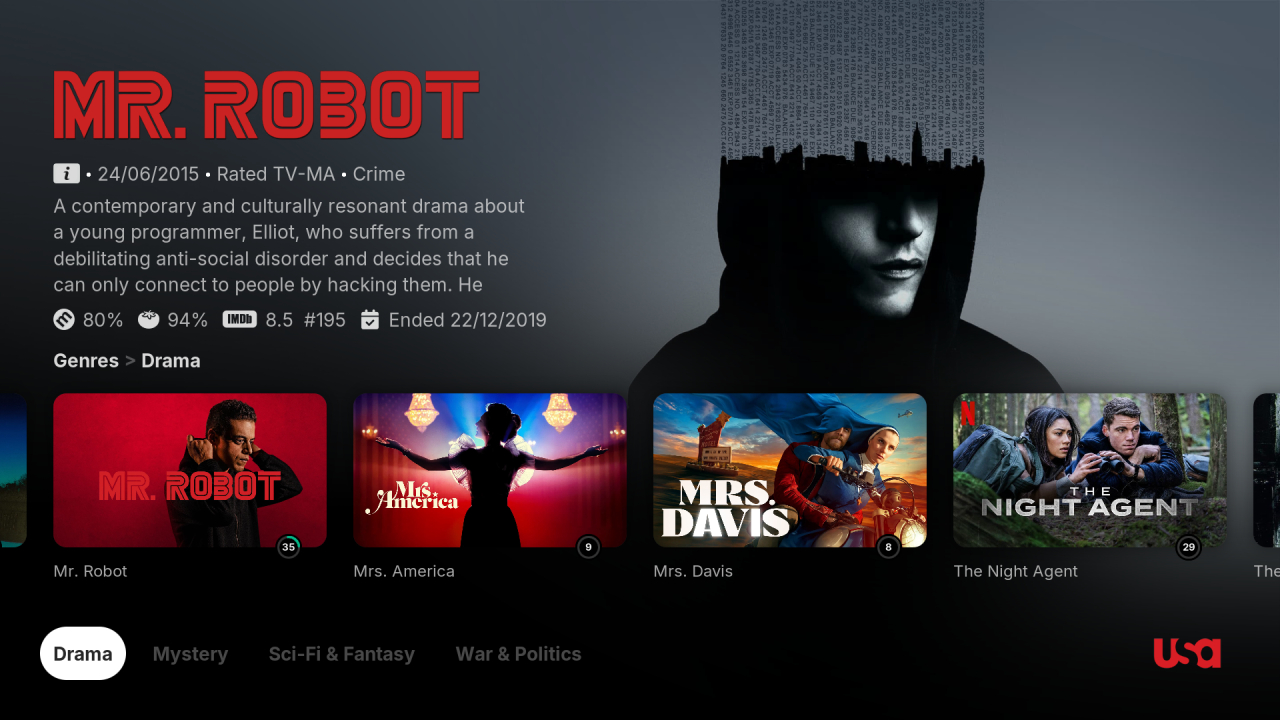 MR. ROBOT
i • 24/06/2015 • Rated TV-MA • Crime
A contemporary and culturally resonant drama about
a young programmer, Elliot, who suffers from a
debilitating anti-social disorder and decides that he
can only connect to people by hacking them. He
80% 94% IMDb 8.5 #195 Ended 22/12/2019
Genres > Drama
MR. ROBOT
35
Mrs. America
9
MRS. DAVIS
8
N
THE
NIGHT AGENT
29
Mr. Robot
Mrs. America
Mrs. Davis
The Night Agent
The
Drama Mystery Sci-Fi & Fantasy War & Politics
usa